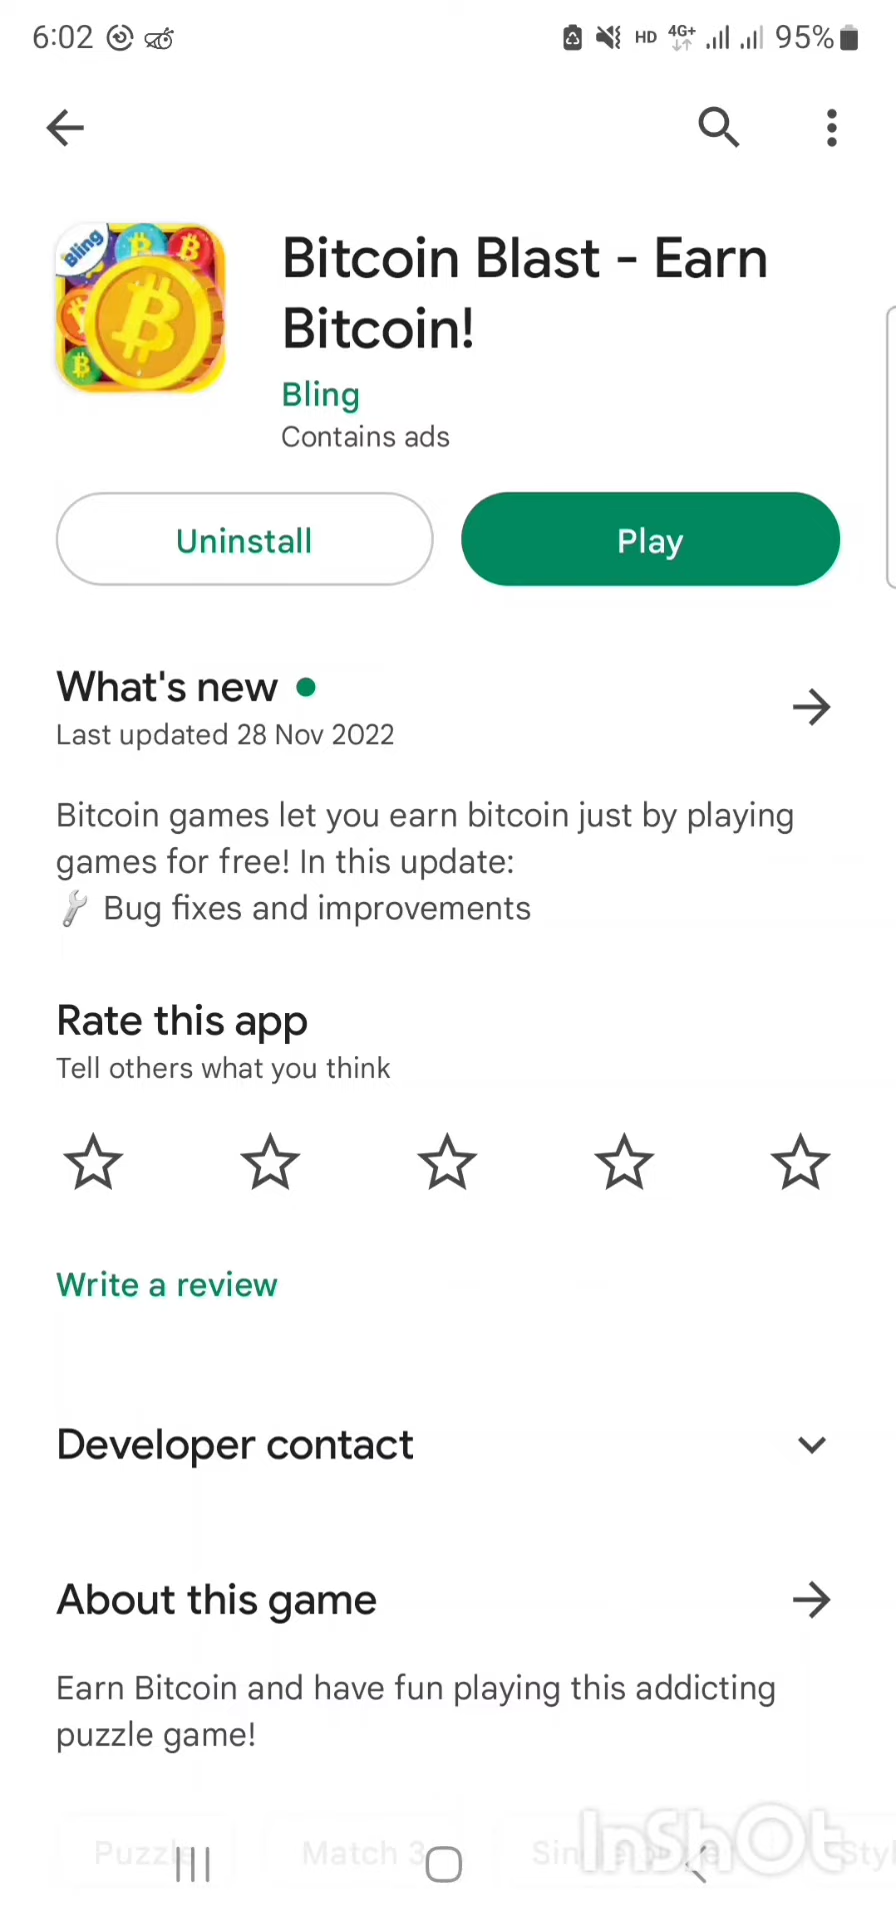 6:02
HD 4G+ 95%
Bling
Bitcoin Blast - Earn
Bitcoin!
Bling
Contains ads
Uninstall
Play
What's new
Last updated 28 Nov 2022
Bitcoin games let you earn bitcoin just by playing
games for free! In this update:
🔧 Bug fixes and improvements
Rate this app
Tell others what you think
Write a review
Developer contact
About this game
Earn Bitcoin and have fun playing this addicting
puzzle game!
Match 3
InShOt